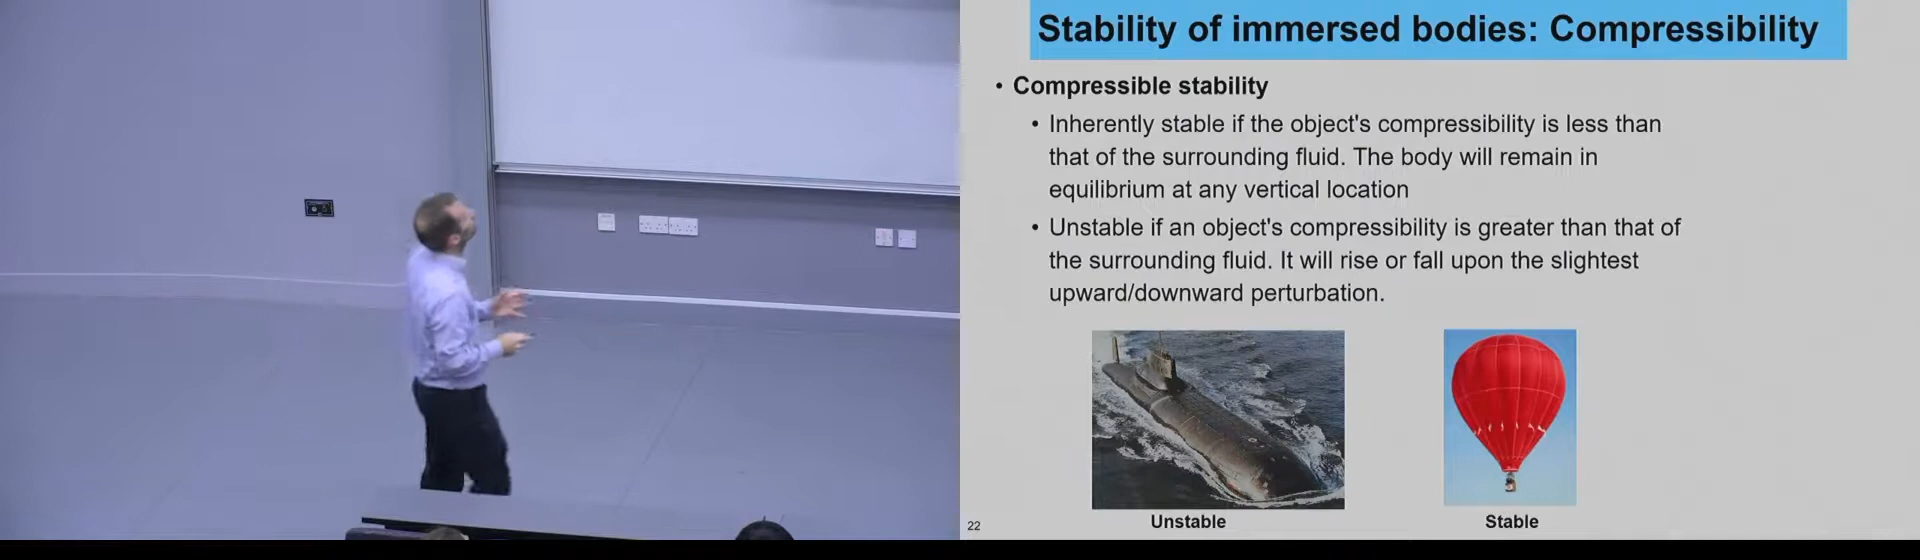 Stability of immersed bodies: Compressibility
• Compressible stability
• Inherently stable if the object's compressibility is less than
that of the surrounding fluid. The body will remain in
equilibrium at any vertical location
• Unstable if an object's compressibility is greater than that of
the surrounding fluid. It will rise or fall upon the slightest
upward/downward perturbation.
Unstable
Stable
22